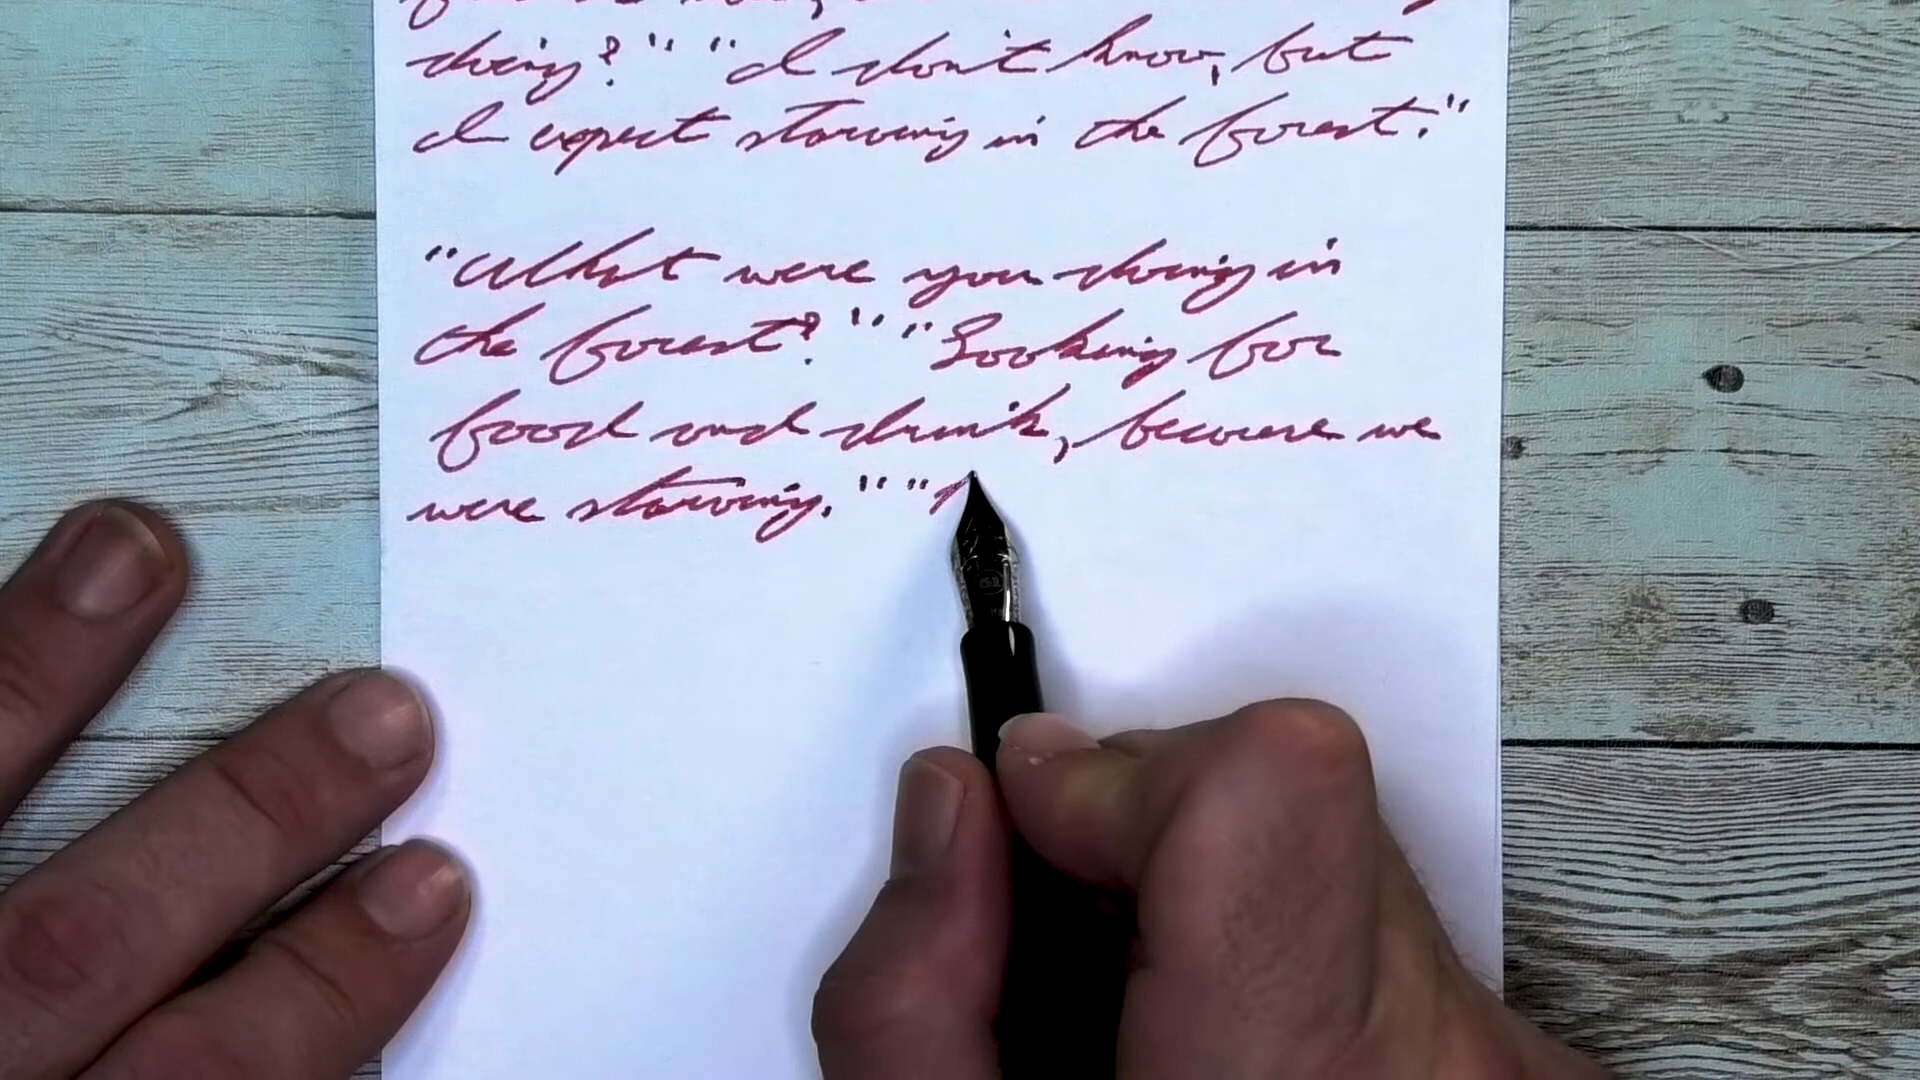 doing?" "I don't know, but
I expect starving in the forest."
"What were you doing in
the forest?" "Looking for
food and drink, because we
were starving." "